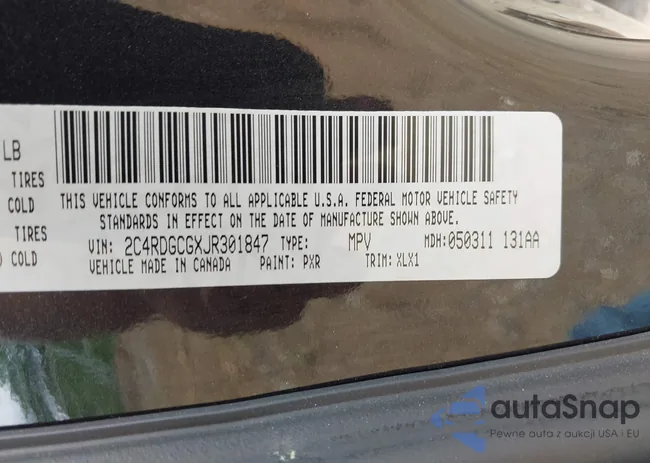 LB
TIRES
COLD
TIRES
) COLD
THIS VEHICLE CONFORMS TO ALL APPLICABLE U.S.A. FEDERAL MOTOR VEHICLE SAFETY
STANDARDS IN EFFECT ON THE DATE OF MANUFACTURE SHOWN ABOVE.
VIN: 2C4RDGCGXJR301847 TYPE: MPV MDH: 050311 131AA
VEHICLE MADE IN CANADA PAINT: PXR TRIM: XLX1
autaSnap
Pewne auta z aukcji USA i EU